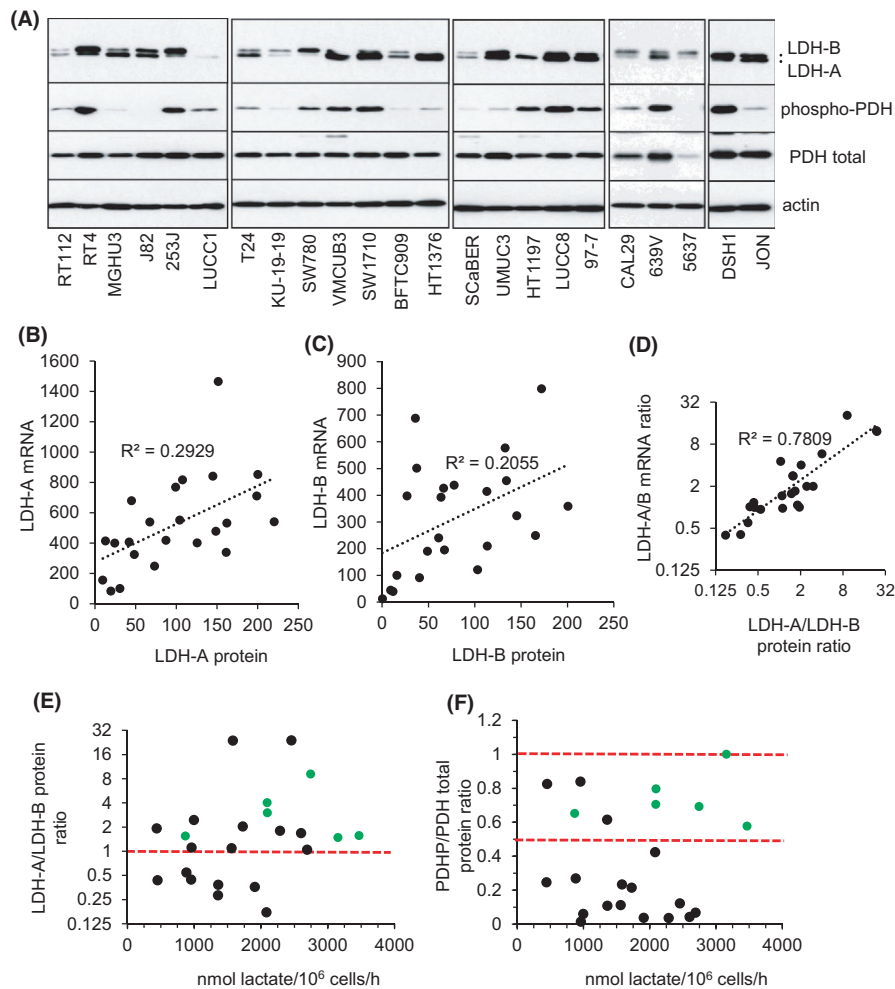 (A)
LDH-B
LDH-A
phospho-PDH
PDH total
actin
RT112
RT4
MGHU3
J82
253J
LUCC1
T24
KU-19-19
SW780
VMCUB3
SW1710
BFTC909
HT1376
SCaBER
UMUC3
HT1197
LUCC8
97-7
CAL29
639V
5637
DSH1
JON
(B)
LDH-A mRNA
1600
1400
1200
1000
800
600
400
200
0
R² = 0.2929
0 50 100 150 200 250
LDH-A protein
(C)
LDH-B mRNA
900
800
700
600
500
400
300
200
100
0
R² = 0.2055
0 50 100 150 200 250
LDH-B protein
(D)
LDH-A/B mRNA ratio
32
8
2
0.5
0.125
R² = 0.7809
0.125 0.5 2 8 32
LDH-A/LDH-B
protein ratio
(E)
LDH-A/LDH-B protein
ratio
32
16
8
4
2
1
0.5
0.25
0.125
0 1000 2000 3000 4000
nmol lactate/10⁶ cells/h
(F)
PDHP/PDH total
protein ratio
1.2
1
0.8
0.6
0.4
0.2
0
0 1000 2000 3000 4000
nmol lactate/10⁶ cells/h